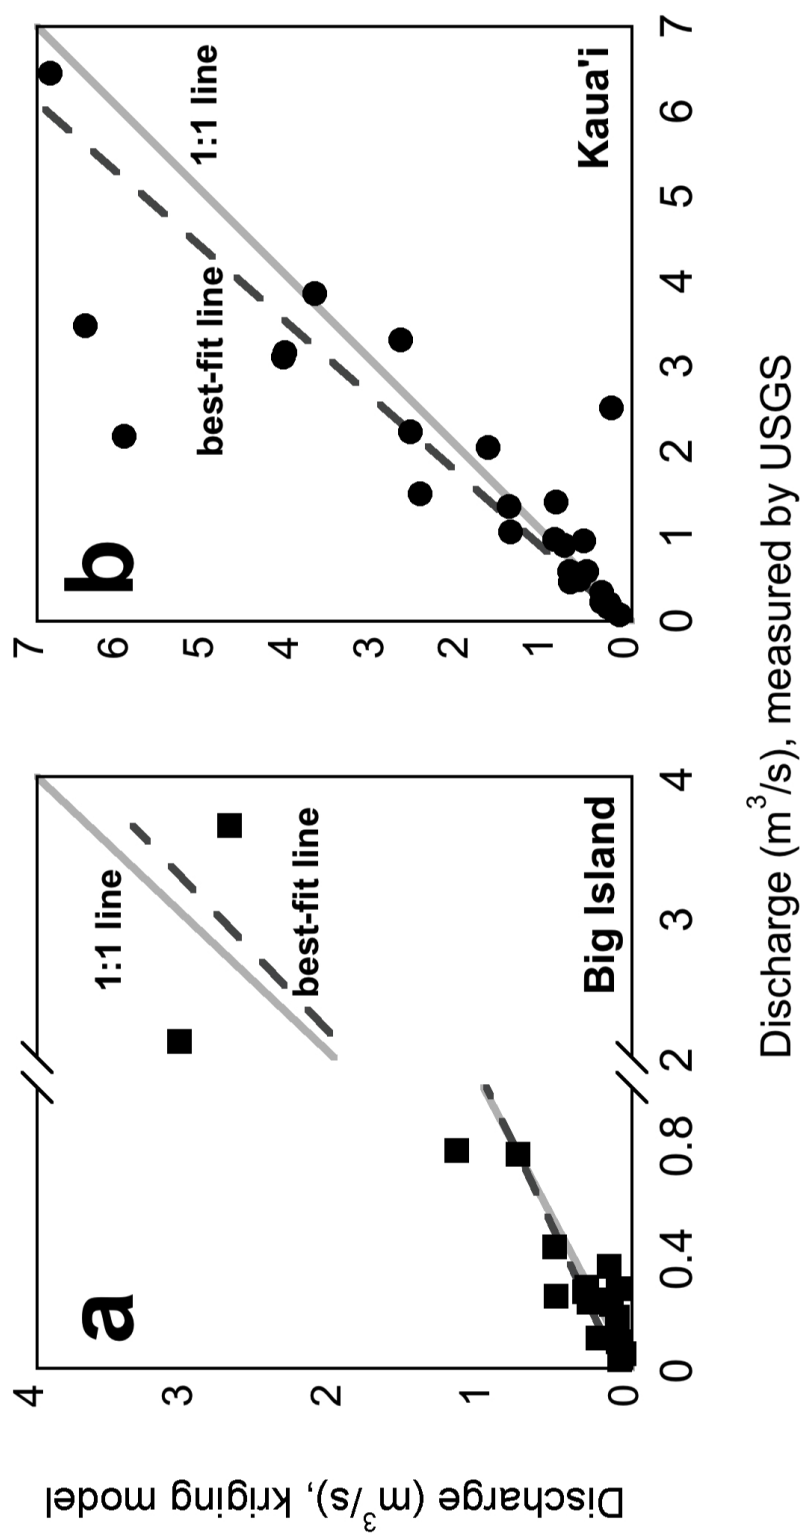 a
4
3
2
1
0
1:1 line
best-fit line
Big Island
0
0.4
0.8
2
3
4
b
7
6
5
4
3
2
1
0
best-fit line
1:1 line
Kaua'i
0
1
2
3
4
5
6
7
Discharge (m³/s), kriging model
Discharge (m³/s), measured by USGS